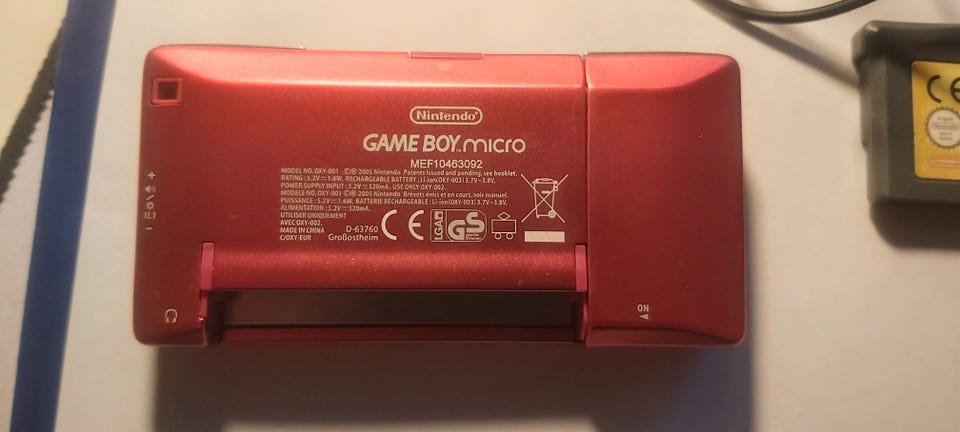 Nintendo
GAME BOY micro
MEF10463092
MODEL NO. OXY-001 ©Ⓟ 2005 Nintendo Patents issued and pending, see booklet.
RATING : 5.2V⎓1.6W, RECHARGEABLE BATTERY : Li-ion(OXY-003) 3.7V⎓3.8V,
POWER SUPPLY INPUT : 5.2V⎓320mA. USE ONLY OXY-002.
MODELE NO. OXY-001 ©Ⓟ 2005 Nintendo Brevets émis et en cours, voir manuel.
PUISSANCE : 5.2V⎓1.6W, BATTERIE RECHARGEABLE : Li-ion(OXY-003) 3.7V⎓3.8V,
ALIMENTATION : 5.2V⎓320mA.
UTILISER UNIQUEMENT
AVEC OXY-002.
MADE IN CHINA
C/OXY-EUR
D-63760
Großostheim
CE
LGA
GS
ON
CE
Nintendo